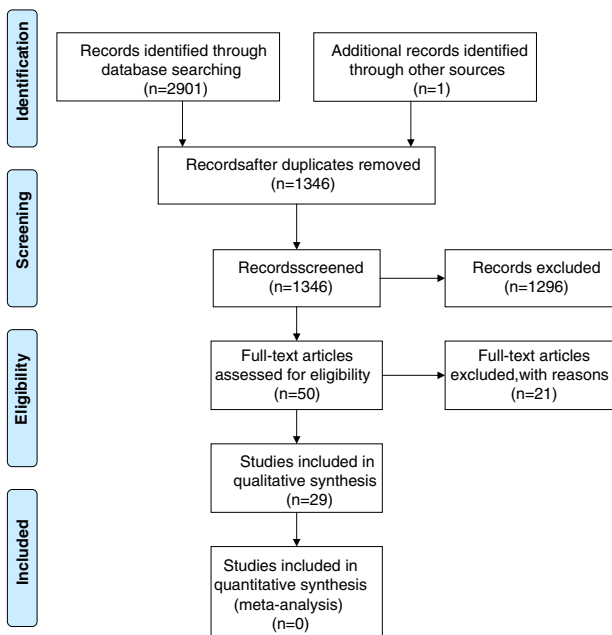 Identification
Records identified through
database searching
(n=2901)
Additional records identified
through other sources
(n=1)
Recordsafter duplicates removed
(n=1346)
Screening
Recordsscreened
(n=1346)
Records excluded
(n=1296)
Eligibility
Full-text articles
assessed for eligibility
(n=50)
Full-text articles
excluded,with reasons
(n=21)
Studies included in
qualitative synthesis
(n=29)
Included
Studies included in
quantitative synthesis
(meta-analysis)
(n=0)